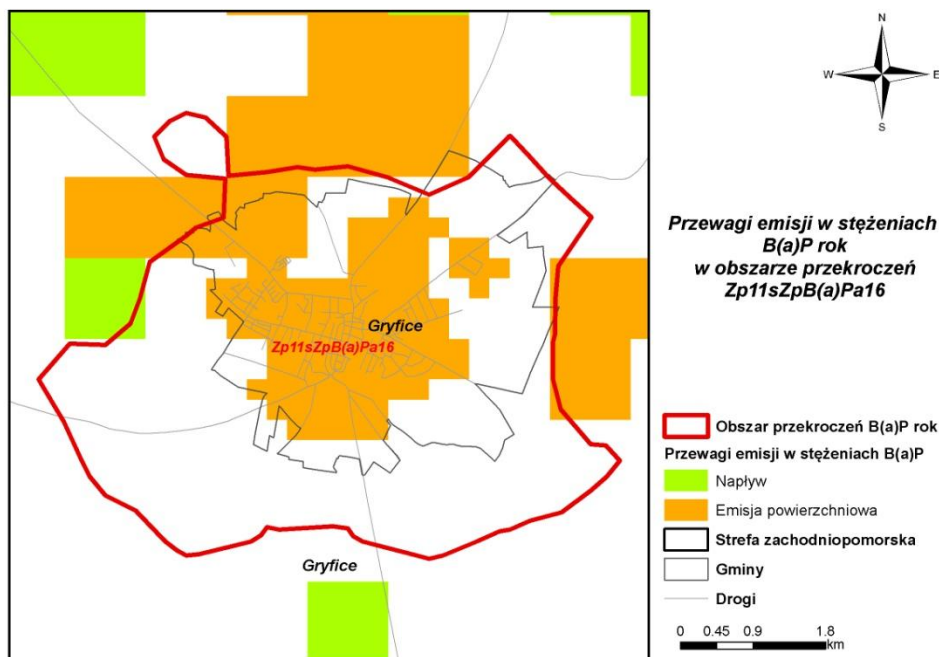 N
W E
S
Przewagi emisji w stężeniach
B(a)P rok
w obszarze przekroczeń
Zp11sZpB(a)Pa16
Gryfice
Zp11sZpB(a)Pa16
Gryfice
Obszar przekroczeń B(a)P rok
Przewagi emisji w stężeniach B(a)P
Napływ
Emisja powierzchniowa
Strefa zachodniopomorska
Gminy
Drogi
0 0.45 0.9 1.8
km